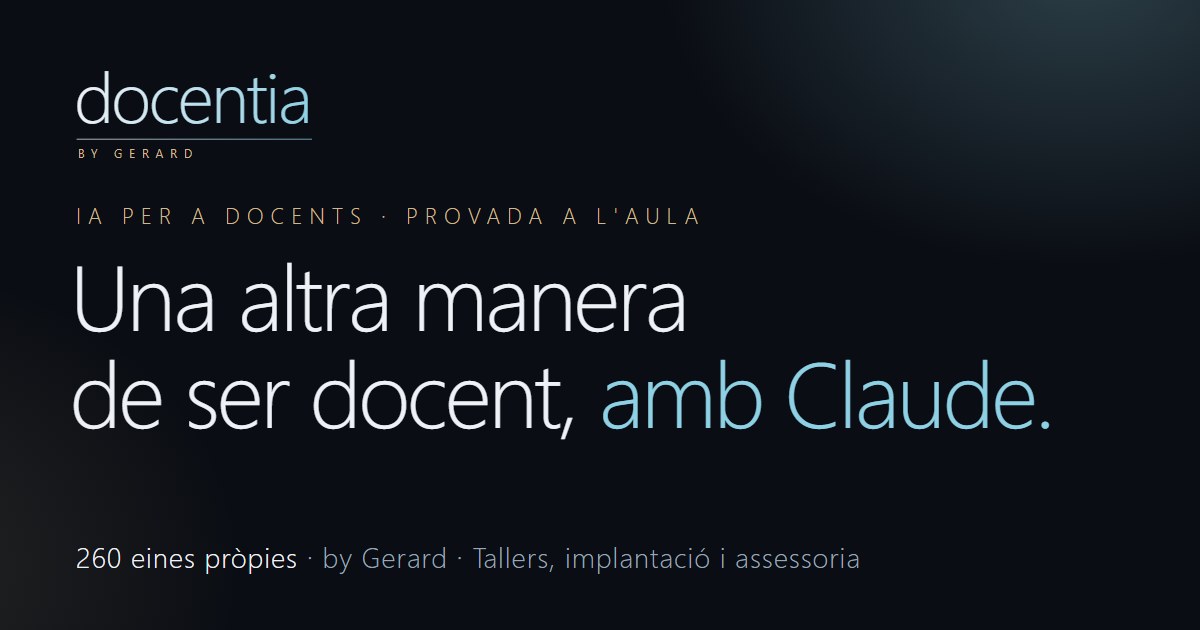 docentia
BY GERARD
IA PER A DOCENTS · PROVADA A L'AULA
Una altra manera
de ser docent, amb Claude.
260 eines pròpies · by Gerard · Tallers, implantació i assessoria